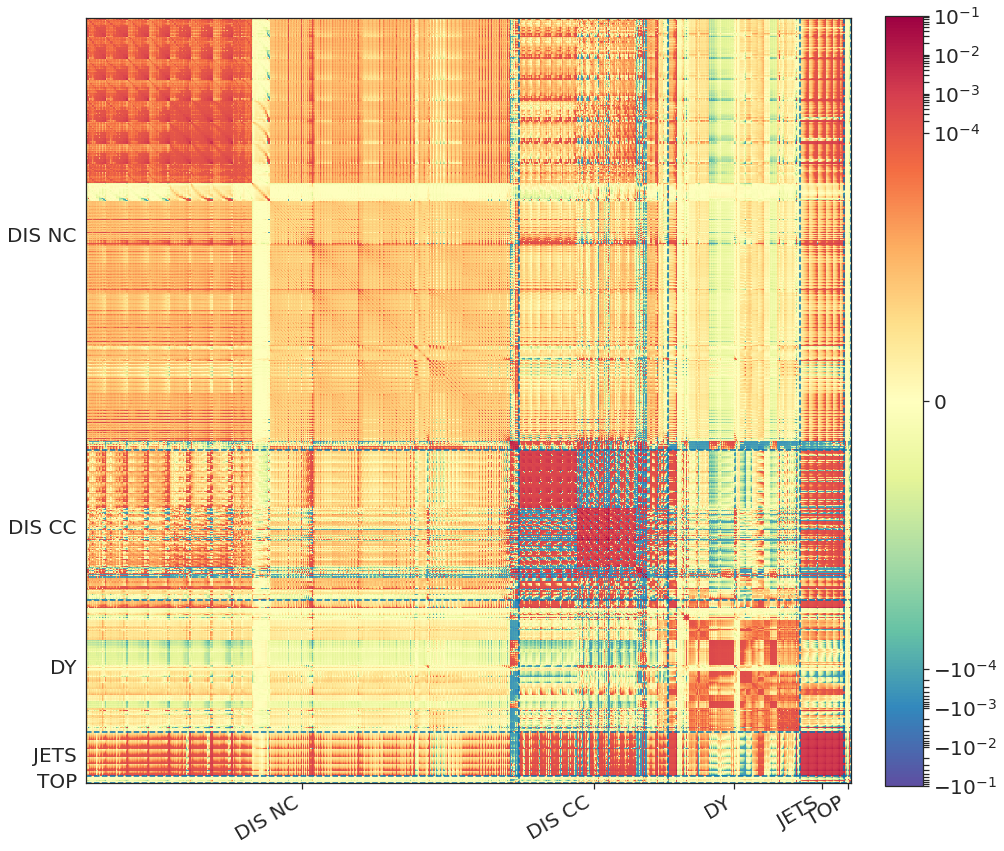 DIS NC
DIS CC
DY
JETS
TOP
DIS NC
DIS CC
DY
JETS
TOP
10⁻¹
10⁻²
10⁻³
10⁻⁴
0
−10⁻⁴
−10⁻³
−10⁻²
−10⁻¹